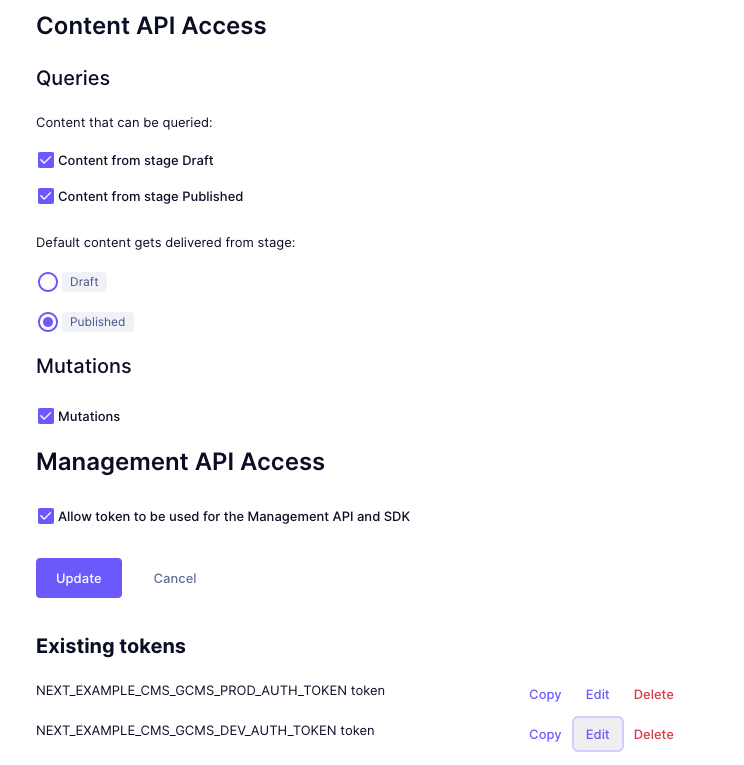 Content API Access
Queries
Content that can be queried:
Content from stage Draft
Content from stage Published
Default content gets delivered from stage:
Draft
Published
Mutations
Mutations
Management API Access
Allow token to be used for the Management API and SDK
Update Cancel
Existing tokens
NEXT_EXAMPLE_CMS_GCMS_PROD_AUTH_TOKEN token Copy Edit Delete
NEXT_EXAMPLE_CMS_GCMS_DEV_AUTH_TOKEN token Copy Edit Delete